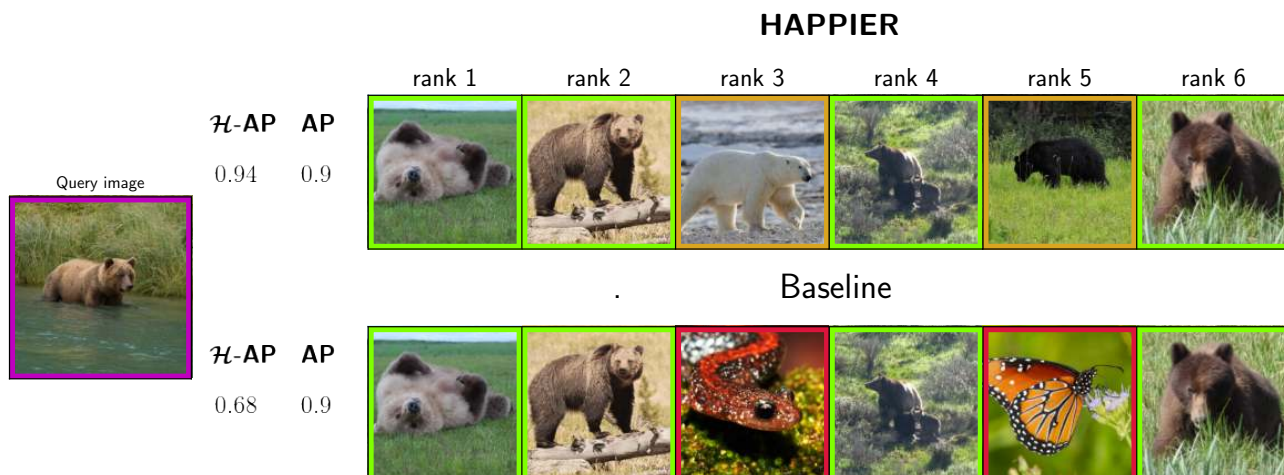 HAPPIER
rank 1 rank 2 rank 3 rank 4 rank 5 rank 6
ℋ-AP AP
0.94 0.9
Query image
. Baseline
ℋ-AP AP
0.68 0.9